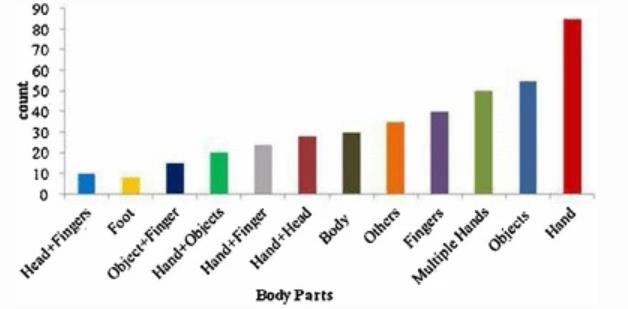 90
80
70
60
50
40
30
20
10
0
count
Head+Fingers
Foot
Object+Finger
Hand+Objects
Hand+Finger
Hand+Head
Body
Others
Fingers
Multiple Hands
Objects
Hand
Body Parts